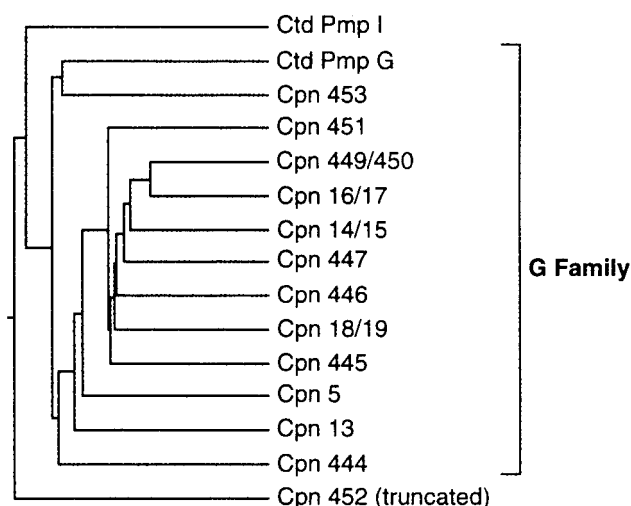 Ctd Pmp I
Ctd Pmp G
Cpn 453
Cpn 451
Cpn 449/450
Cpn 16/17
Cpn 14/15
Cpn 447
G Family
Cpn 446
Cpn 18/19
Cpn 445
Cpn 5
Cpn 13
Cpn 444
Cpn 452 (truncated)